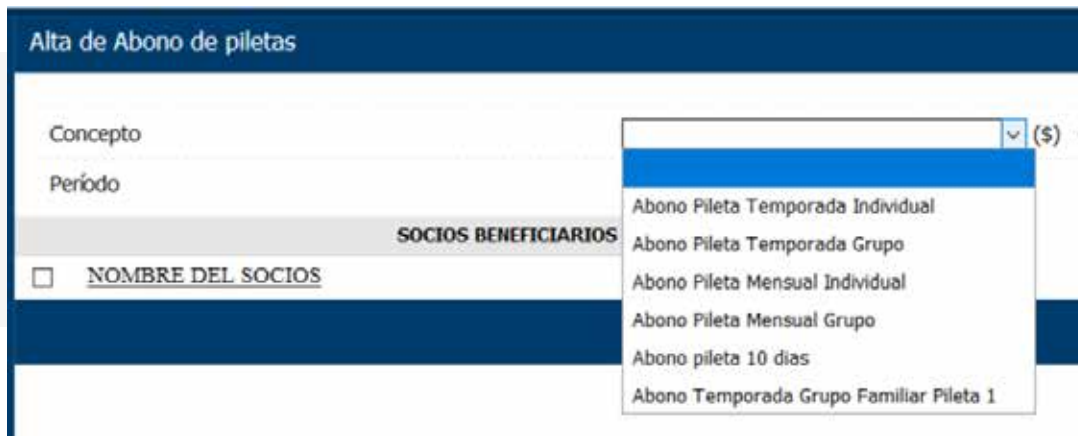 Alta de Abono de piletas
Concepto
($)
Período
Abono Pileta Temporada Individual
SOCIOS BENEFICIARIOS
Abono Pileta Temporada Grupo
NOMBRE DEL SOCIOS
Abono Pileta Mensual Individual
Abono Pileta Mensual Grupo
Abono pileta 10 dias
Abono Temporada Grupo Familiar Pileta 1